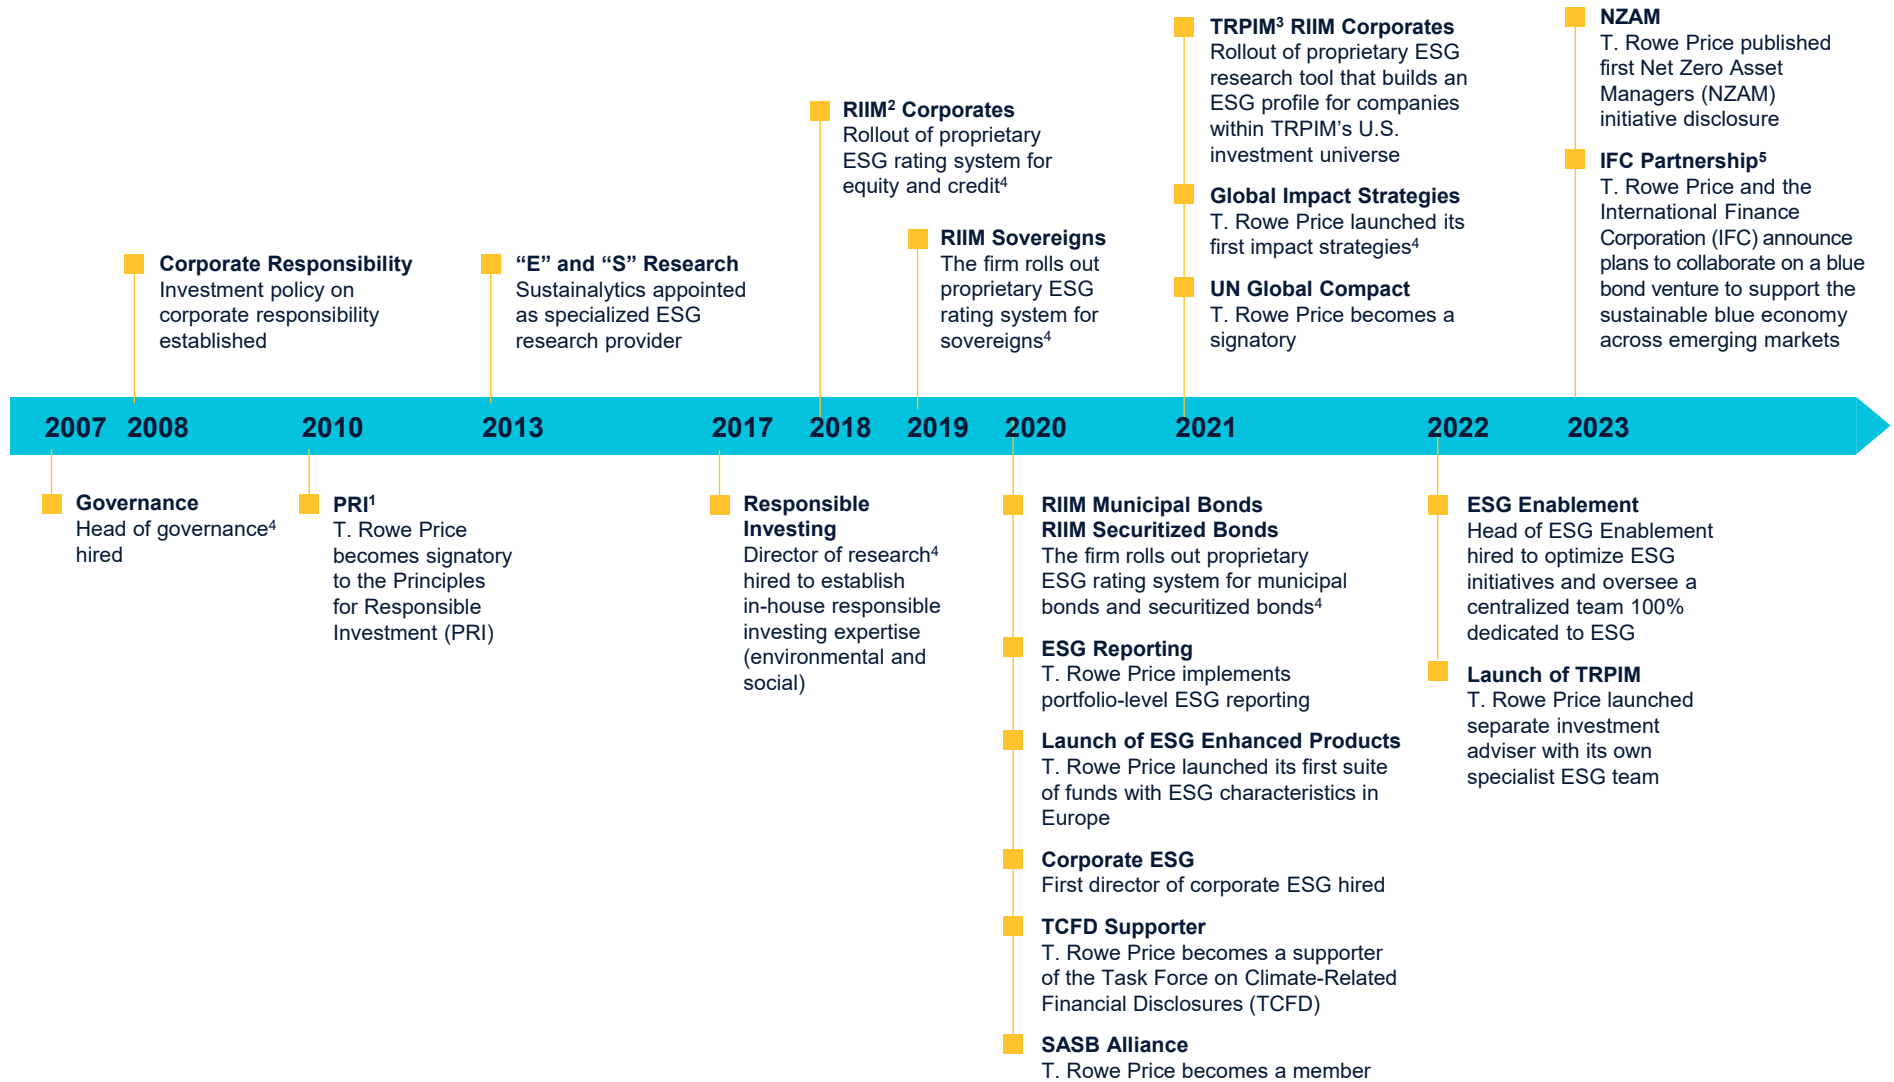 Corporate Responsibility
Investment policy on
corporate responsibility
established
“E” and “S” Research
Sustainalytics appointed
as specialized ESG
research provider
RIIM² Corporates
Rollout of proprietary
ESG rating system for
equity and credit⁴
RIIM Sovereigns
The firm rolls out
proprietary ESG
rating system for
sovereigns⁴
TRPIM³ RIIM Corporates
Rollout of proprietary ESG
research tool that builds an
ESG profile for companies
within TRPIM’s U.S.
investment universe
Global Impact Strategies
T. Rowe Price launched its
first impact strategies⁴
UN Global Compact
T. Rowe Price becomes a
signatory
NZAM
T. Rowe Price published
first Net Zero Asset
Managers (NZAM)
initiative disclosure
IFC Partnership⁵
T. Rowe Price and the
International Finance
Corporation (IFC) announce
plans to collaborate on a blue
bond venture to support the
sustainable blue economy
across emerging markets
2007 2008 2010 2013 2017 2018 2019 2020 2021 2022 2023
Governance
Head of governance⁴
hired
PRI¹
T. Rowe Price
becomes signatory
to the Principles
for Responsible
Investment (PRI)
Responsible
Investing
Director of research⁴
hired to establish
in-house responsible
investing expertise
(environmental and
social)
RIIM Municipal Bonds
RIIM Securitized Bonds
The firm rolls out proprietary
ESG rating system for municipal
bonds and securitized bonds⁴
ESG Reporting
T. Rowe Price implements
portfolio-level ESG reporting
Launch of ESG Enhanced Products
T. Rowe Price launched its first suite
of funds with ESG characteristics in
Europe
Corporate ESG
First director of corporate ESG hired
TCFD Supporter
T. Rowe Price becomes a supporter
of the Task Force on Climate-Related
Financial Disclosures (TCFD)
SASB Alliance
T. Rowe Price becomes a member
ESG Enablement
Head of ESG Enablement
hired to optimize ESG
initiatives and oversee a
centralized team 100%
dedicated to ESG
Launch of TRPIM
T. Rowe Price launched
separate investment
adviser with its own
specialist ESG team